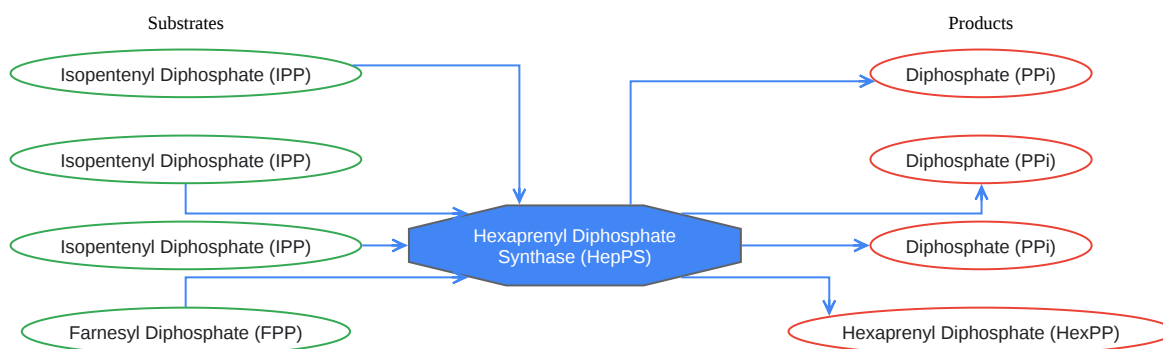 Substrates
Products
Isopentenyl Diphosphate (IPP)
Diphosphate (PPi)
Isopentenyl Diphosphate (IPP)
Diphosphate (PPi)
Isopentenyl Diphosphate (IPP)
Hexaprenyl Diphosphate
Synthase (HepPS)
Diphosphate (PPi)
Farnesyl Diphosphate (FPP)
Hexaprenyl Diphosphate (HexPP)